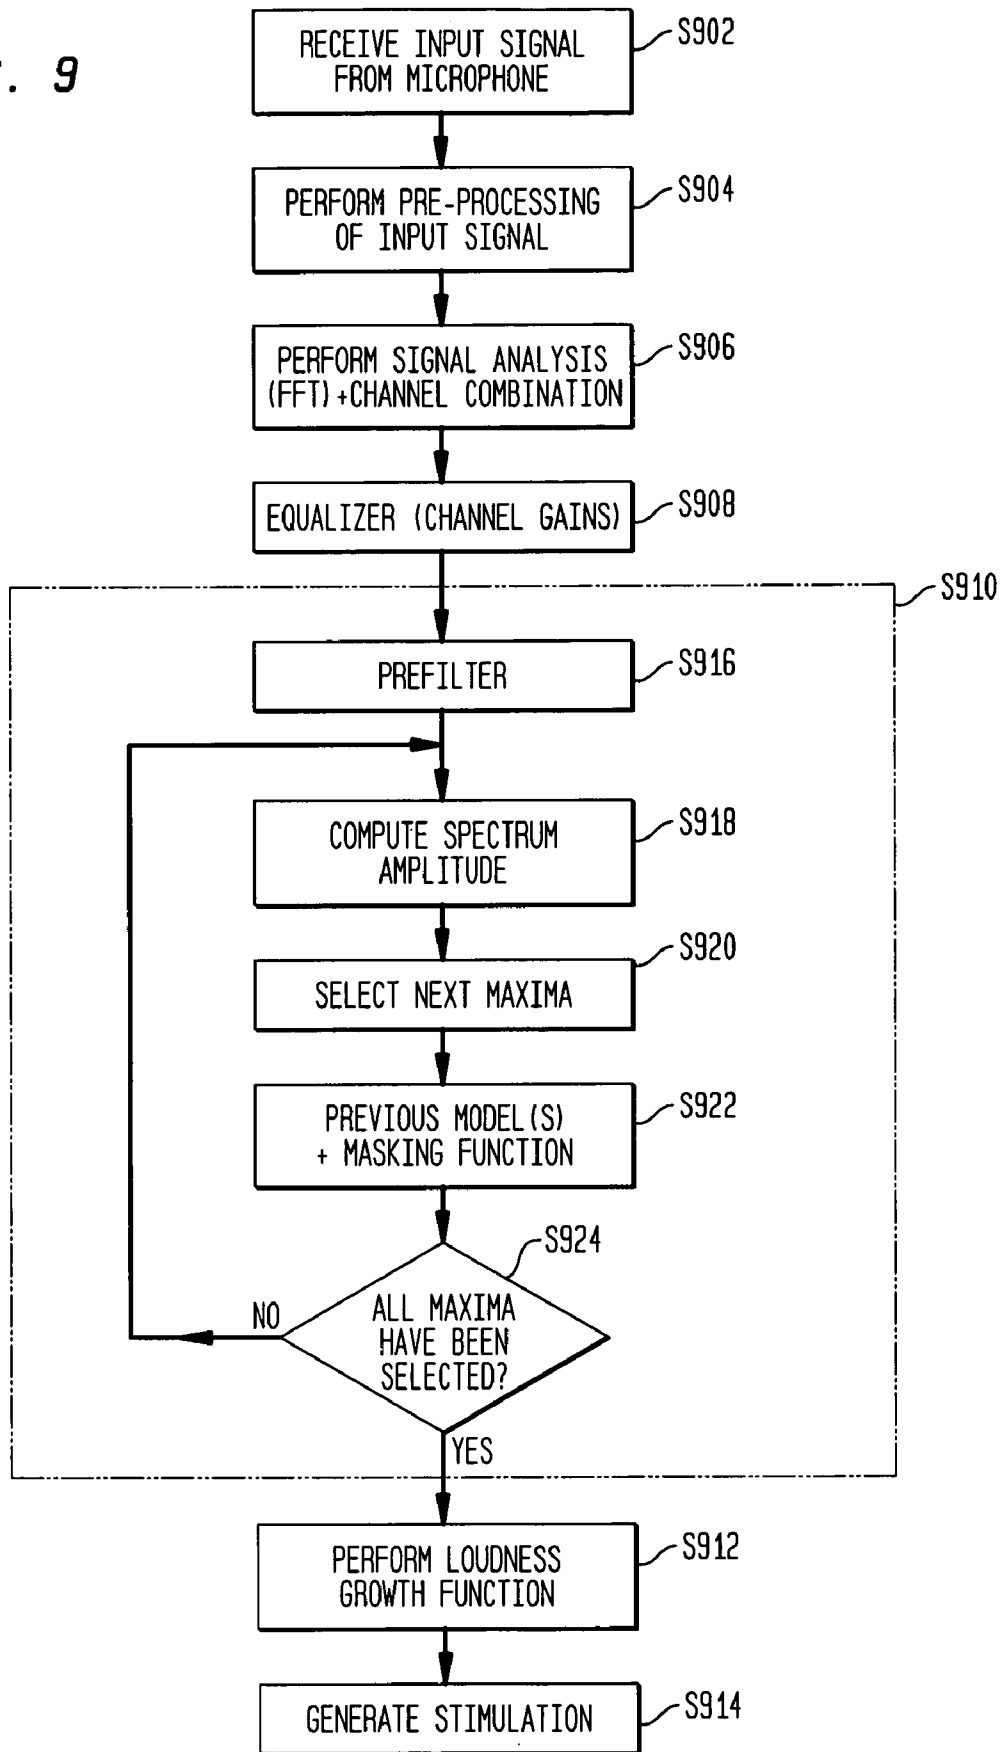 . 9
RECEIVE INPUT SIGNAL
FROM MICROPHONE
S902
PERFORM PRE-PROCESSING
OF INPUT SIGNAL
S904
PERFORM SIGNAL ANALYSIS
(FFT)+CHANNEL COMBINATION
S906
EQUALIZER (CHANNEL GAINS)
S908
S910
PREFILTER
S916
COMPUTE SPECTRUM
AMPLITUDE
S918
SELECT NEXT MAXIMA
S920
PREVIOUS MODEL(S)
+ MASKING FUNCTION
S922
S924
ALL MAXIMA
HAVE BEEN
SELECTED?
NO
YES
PERFORM LOUDNESS
GROWTH FUNCTION
S912
GENERATE STIMULATION
S914